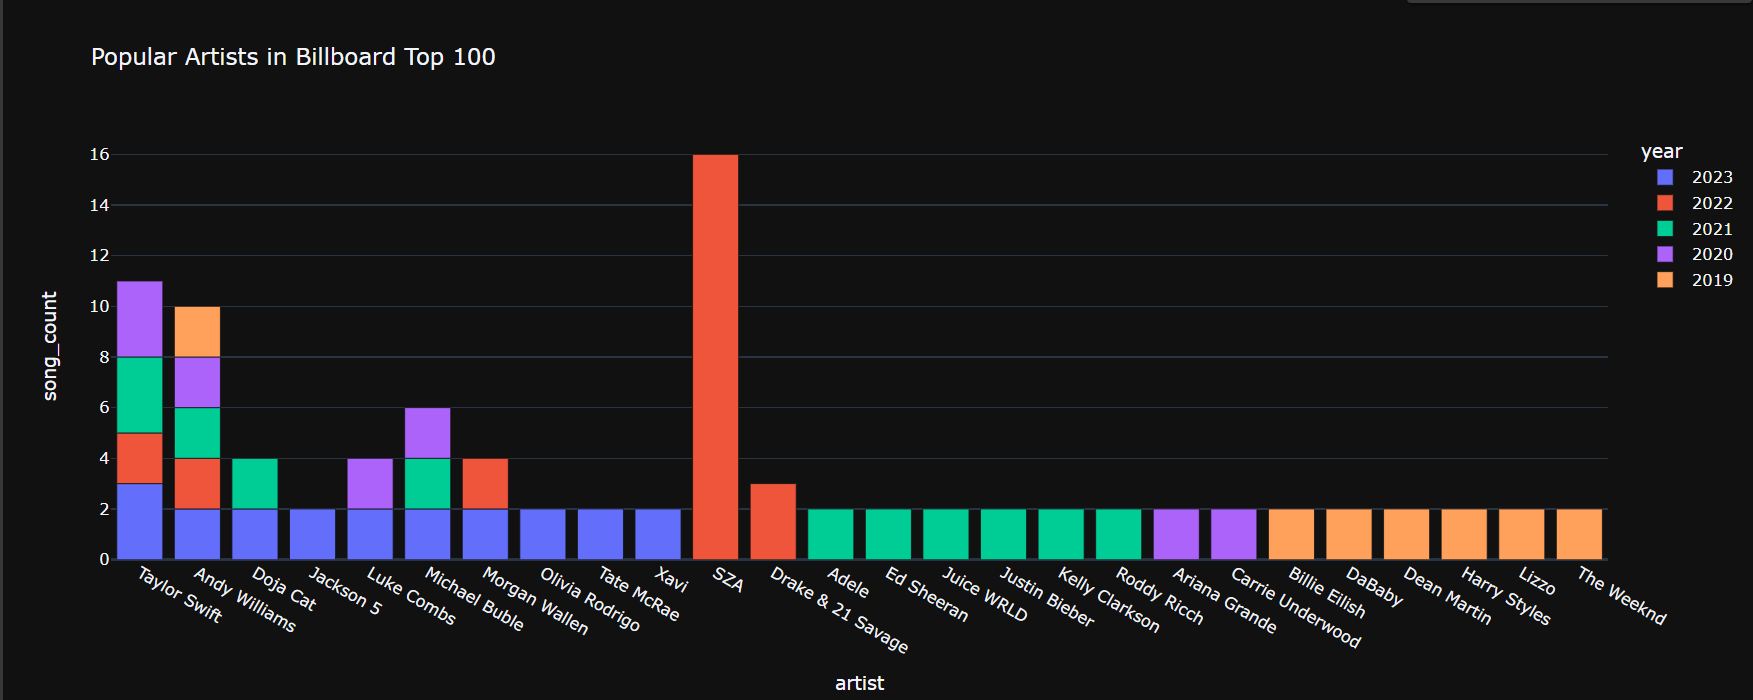 Popular Artists in Billboard Top 100
16
14
12
10
8
6
4
2
0
song_count
Taylor Swift
Andy Williams
Doja Cat
Jackson 5
Luke Combs
Michael Buble
Morgan Wallen
Olivia Rodrigo
Tate McRae
Xavi
SZA
Drake & 21 Savage
Adele
Ed Sheeran
Juice WRLD
Justin Bieber
Kelly Clarkson
Roddy Ricch
Ariana Grande
Carrie Underwood
Billie Eilish
DaBaby
Dean Martin
Harry Styles
Lizzo
The Weeknd
artist
year
2023
2022
2021
2020
2019